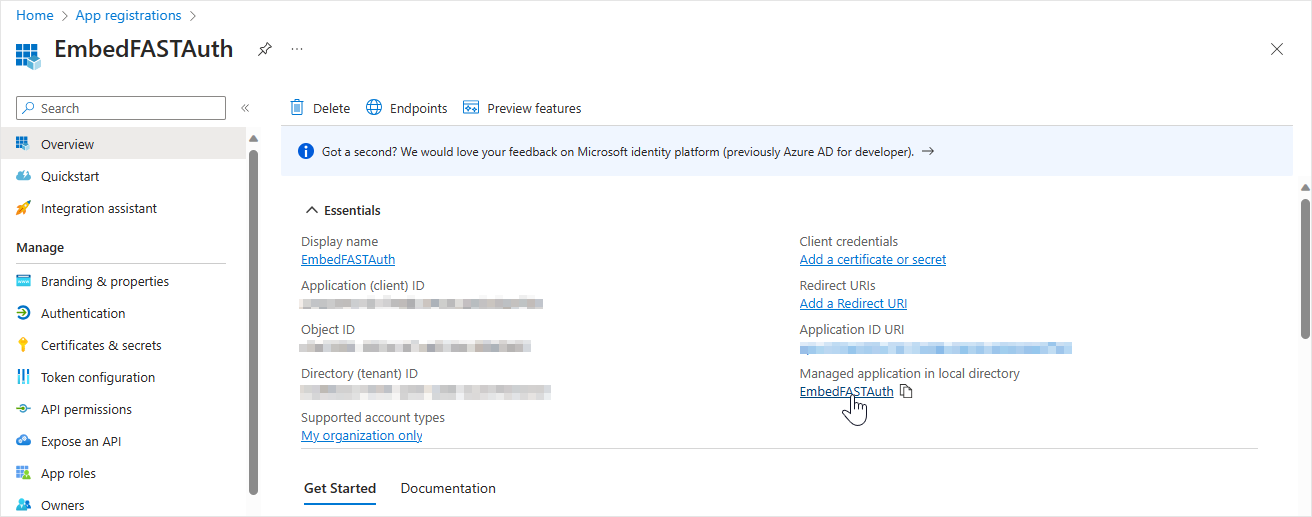 Home > App registrations >
EmbedFASTAuth
Search
Delete Endpoints Preview features
Overview
Got a second? We would love your feedback on Microsoft identity platform (previously Azure AD for developer).
Quickstart
Integration assistant
Manage
Branding & properties
Authentication
Certificates & secrets
Token configuration
API permissions
Expose an API
App roles
Owners
Essentials
Display name
EmbedFASTAuth
Application (client) ID
Object ID
Directory (tenant) ID
Supported account types
My organization only
Client credentials
Add a certificate or secret
Redirect URIs
Add a Redirect URI
Application ID URI
Managed application in local directory
EmbedFASTAuth
Get Started Documentation